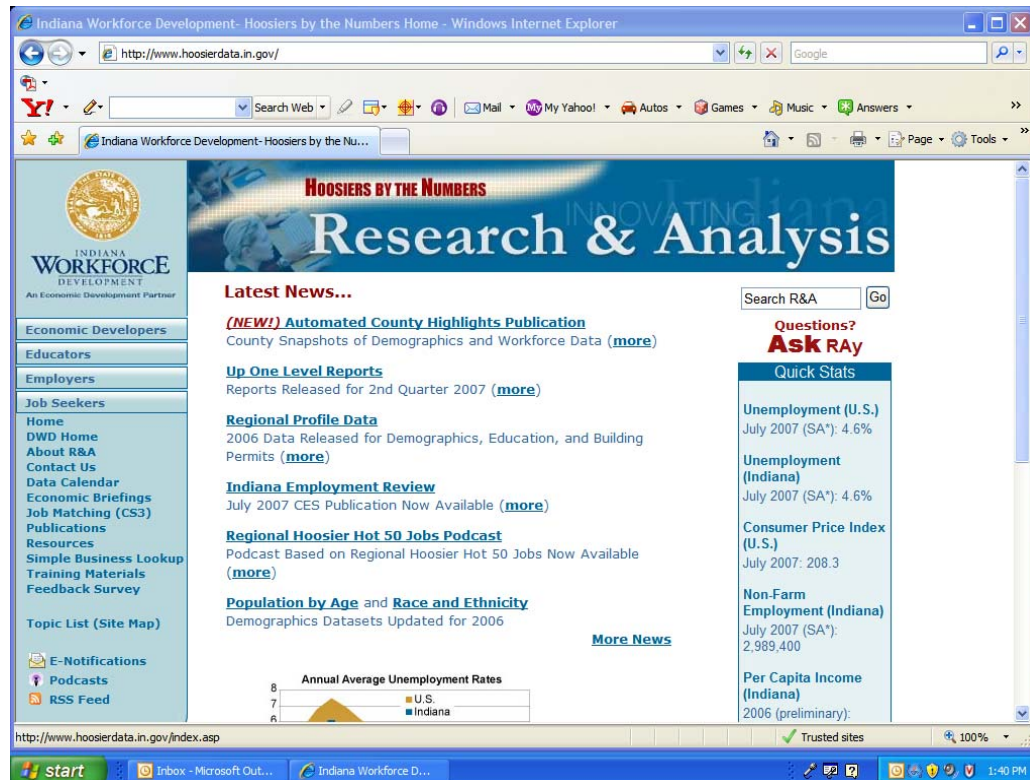 Indiana Workforce Development- Hoosiers by the Numbers Home - Windows Internet Explorer
http://www.hoosierdata.in.gov/
Google
Y! Search Web Mail My Yahoo! Autos Games Music Answers »
Indiana Workforce Development- Hoosiers by the Nu...
Page Tools »
INDIANA
WORKFORCE
DEVELOPMENT
An Economic Development Partner
Economic Developers
Educators
Employers
Job Seekers
Home
DWD Home
About R&A
Contact Us
Data Calendar
Economic Briefings
Job Matching (CS3)
Publications
Resources
Simple Business Lookup
Training Materials
Feedback Survey
Topic List (Site Map)
E-Notifications
Podcasts
RSS Feed
HOOSIERS BY THE NUMBERS
INNOVATING Indiana
Research & Analysis
Latest News...
(NEW!) Automated County Highlights Publication
County Snapshots of Demographics and Workforce Data (more)
Up One Level Reports
Reports Released for 2nd Quarter 2007 (more)
Regional Profile Data
2006 Data Released for Demographics, Education, and Building
Permits (more)
Indiana Employment Review
July 2007 CES Publication Now Available (more)
Regional Hoosier Hot 50 Jobs Podcast
Podcast Based on Regional Hoosier Hot 50 Jobs Now Available
(more)
Population by Age and Race and Ethnicity
Demographics Datasets Updated for 2006
More News
Annual Average Unemployment Rates
8
7
6
U.S.
Indiana
Search R&A Go
Questions?
Ask RAy
Quick Stats
Unemployment (U.S.)
July 2007 (SA*): 4.6%
Unemployment
(Indiana)
July 2007 (SA*): 4.6%
Consumer Price Index
(U.S.)
July 2007: 208.3
Non-Farm
Employment (Indiana)
July 2007 (SA*):
2,989,400
Per Capita Income
(Indiana)
2006 (preliminary):
http://www.hoosierdata.in.gov/index.asp
Trusted sites
100%
start
Inbox - Microsoft Out...
Indiana Workforce D...
1:40 PM